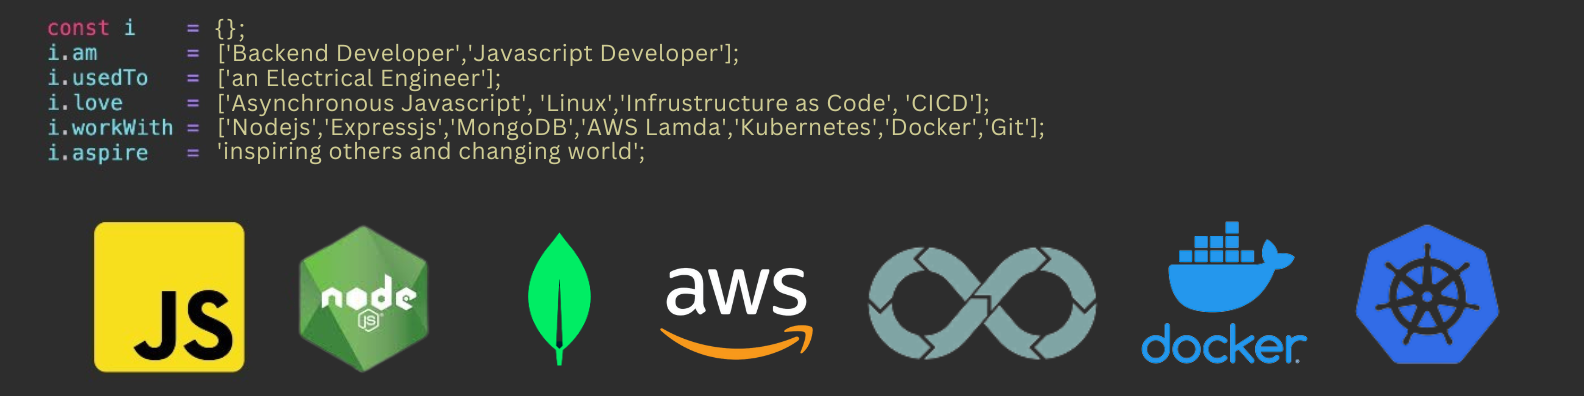 const i = {};
i.am = ['Backend Developer','Javascript Developer'];
i.usedTo = ['an Electrical Engineer'];
i.love = ['Asynchronous Javascript', 'Linux','Infrustructure as Code', 'CICD'];
i.workWith = ['Nodejs','Expressjs','MongoDB','AWS Lamda','Kubernetes','Docker','Git'];
i.aspire = 'inspiring others and changing world';
JS
node
JS
aws
docker